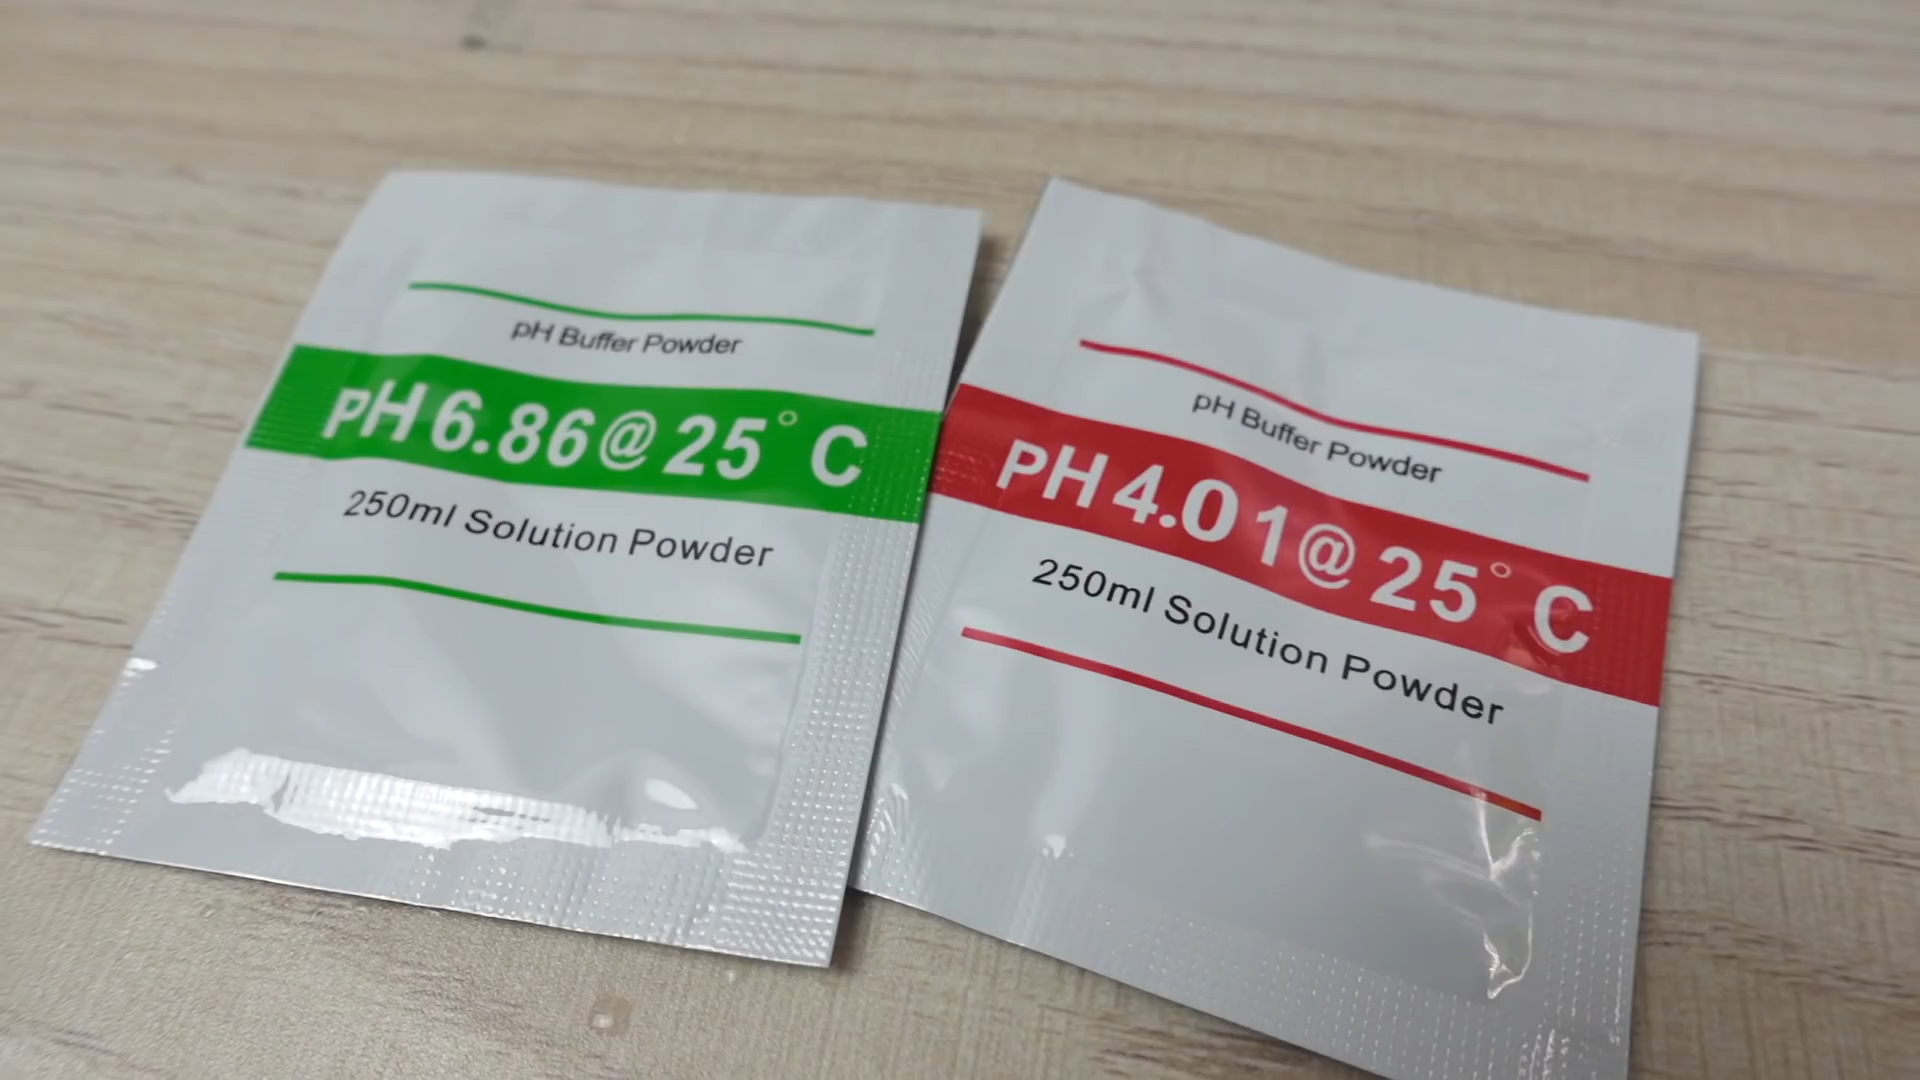 pH Buffer Powder
pH 6.86@25°C
250ml Solution Powder
pH Buffer Powder
pH 4.01@25°C
250ml Solution Powder